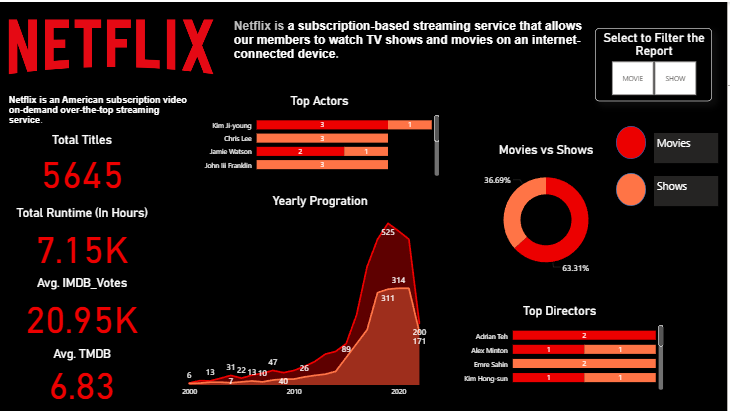 NETFLIX
Netflix is a subscription-based streaming service that allows
our members to watch TV shows and movies on an internet-
connected device.
Select to Filter the
Report
MOVIE
SHOW
Netflix is an American subscription video
on-demand over-the-top streaming
service.
Total Titles
5645
Total Runtime (In Hours)
7.15K
Avg. IMDB_Votes
20.95K
Avg. TMDB
6.83
Top Actors
Kim Ji-young 3 1
Chris Lee 3
Jamie Watson 2 1
John lii Franklin 3
Yearly Progration
525
314
311
200
171
89
6 13 31 22 13 10 47 26
7 40
2000 2010 2020
Movies vs Shows
36.69%
63.31%
Movies
Shows
Top Directors
Adrian Teh 2
Alex Minton 1 1
Emre Sahin 2
Kim Hong-sun 1 1